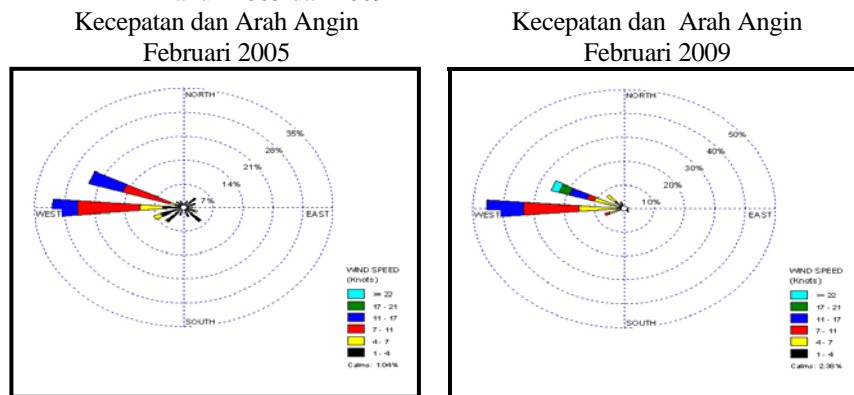 Kecepatan dan Arah Angin
Februari 2005
NORTH
35%
28%
21%
14%
7%
WEST
EAST
SOUTH
WIND SPEED
(Knots)
>= 22
17 - 21
11 - 17
7 - 11
4 - 7
1 - 4
Calms: 1.04%
Kecepatan dan Arah Angin
Februari 2009
NORTH
50%
40%
30%
20%
10%
WEST
EAST
SOUTH
WIND SPEED
(Knots)
>= 22
17 - 21
11 - 17
7 - 11
4 - 7
1 - 4
Calms: 2.38%